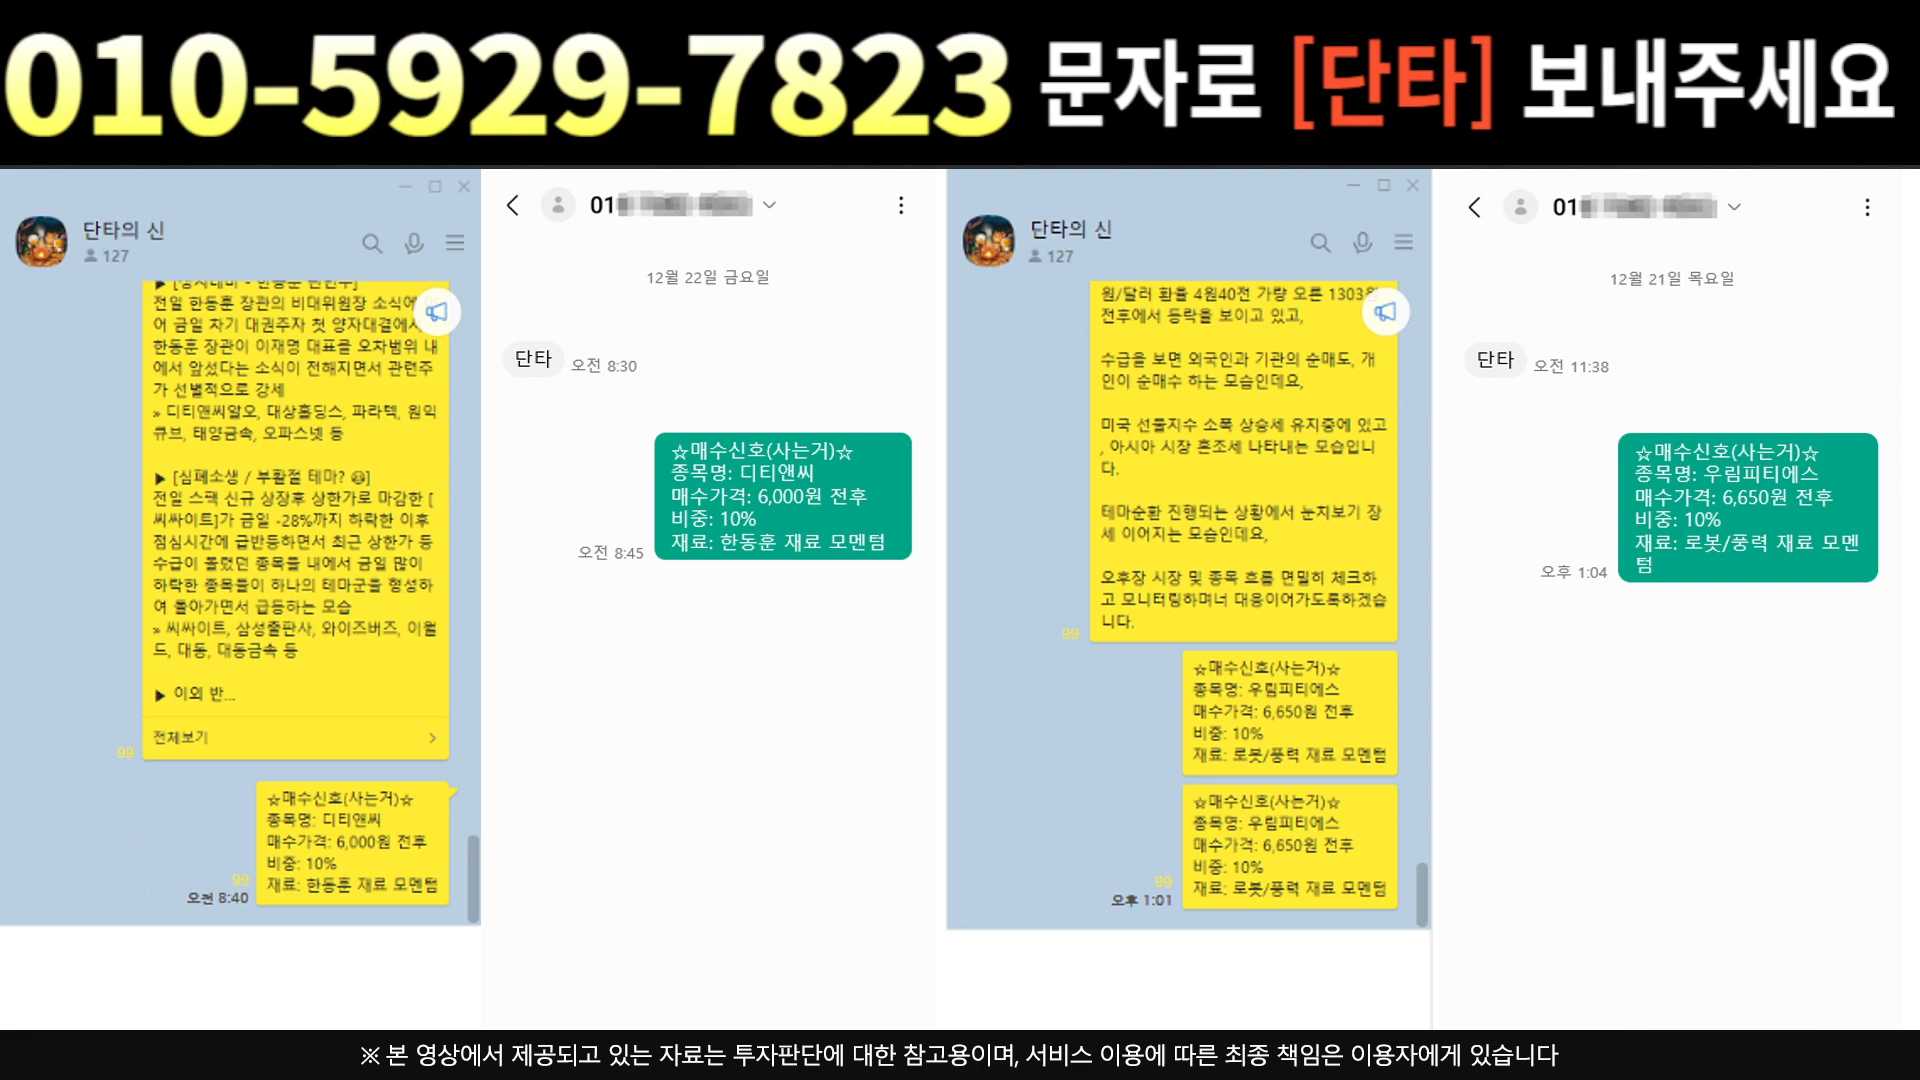 010-5929-7823 문자로 [단타] 보내주세요
단타의 신
127
전일 한동훈 장관의 비대위원장 소식에
어 금일 차기 대권주자 첫 양자대결에서
한동훈 장관이 이재명 대표를 오차범위 내
에서 앞섰다는 소식이 전해지면서 관련주
가 선별적으로 강세
» 디티앤씨알오, 대상홀딩스, 파라텍, 원익
큐브, 태양금속, 오파스넷 등
▶ [심폐소생 / 부활절 테마? 😆]
전일 스팩 신규 상장후 상한가로 마감한 [
씨싸이트]가 금일 -28%까지 하락한 이후
점심시간에 급반등하면서 최근 상한가 등
수급이 몰렸던 종목들 내에서 금일 많이
하락한 종목들이 하나의 테마군을 형성하
여 돌아가면서 급등하는 모습
» 씨싸이트, 삼성출판사, 와이즈버즈, 이월
드, 대동, 대동금속 등
▶ 이외 반...
전체보기
99
☆매수신호(사는거)☆
종목명: 디티앤씨
매수가격: 6,000원 전후
비중: 10%
재료: 한동훈 재료 모멘텀
99
오전 8:40
01
12월 22일 금요일
단타
오전 8:30
☆매수신호(사는거)☆
종목명: 디티앤씨
매수가격: 6,000원 전후
비중: 10%
재료: 한동훈 재료 모멘텀
오전 8:45
단타의 신
127
원/달러 환율 4원40전 가량 오른 1303원
전후에서 등락을 보이고 있고,
수급을 보면 외국인과 기관의 순매도, 개
인이 순매수 하는 모습인데요,
미국 선물지수 소폭 상승세 유지중에 있고
, 아시아 시장 혼조세 나타내는 모습입니
다.
테마순환 진행되는 상황에서 눈치보기 장
세 이어지는 모습인데요,
오후장 시장 및 종목 흐름 면밀히 체크하
고 모니터링하며너 대응이어가도록하겠습
니다.
99
☆매수신호(사는거)☆
종목명: 우림피티에스
매수가격: 6,650원 전후
비중: 10%
재료: 로봇/풍력 재료 모멘텀
☆매수신호(사는거)☆
종목명: 우림피티에스
매수가격: 6,650원 전후
비중: 10%
재료: 로봇/풍력 재료 모멘텀
99
오후 1:01
01
12월 21일 목요일
단타
오전 11:38
☆매수신호(사는거)☆
종목명: 우림피티에스
매수가격: 6,650원 전후
비중: 10%
재료: 로봇/풍력 재료 모멘
텀
오후 1:04
※ 본 영상에서 제공되고 있는 자료는 투자판단에 대한 참고용이며, 서비스 이용에 따른 최종 책임은 이용자에게 있습니다